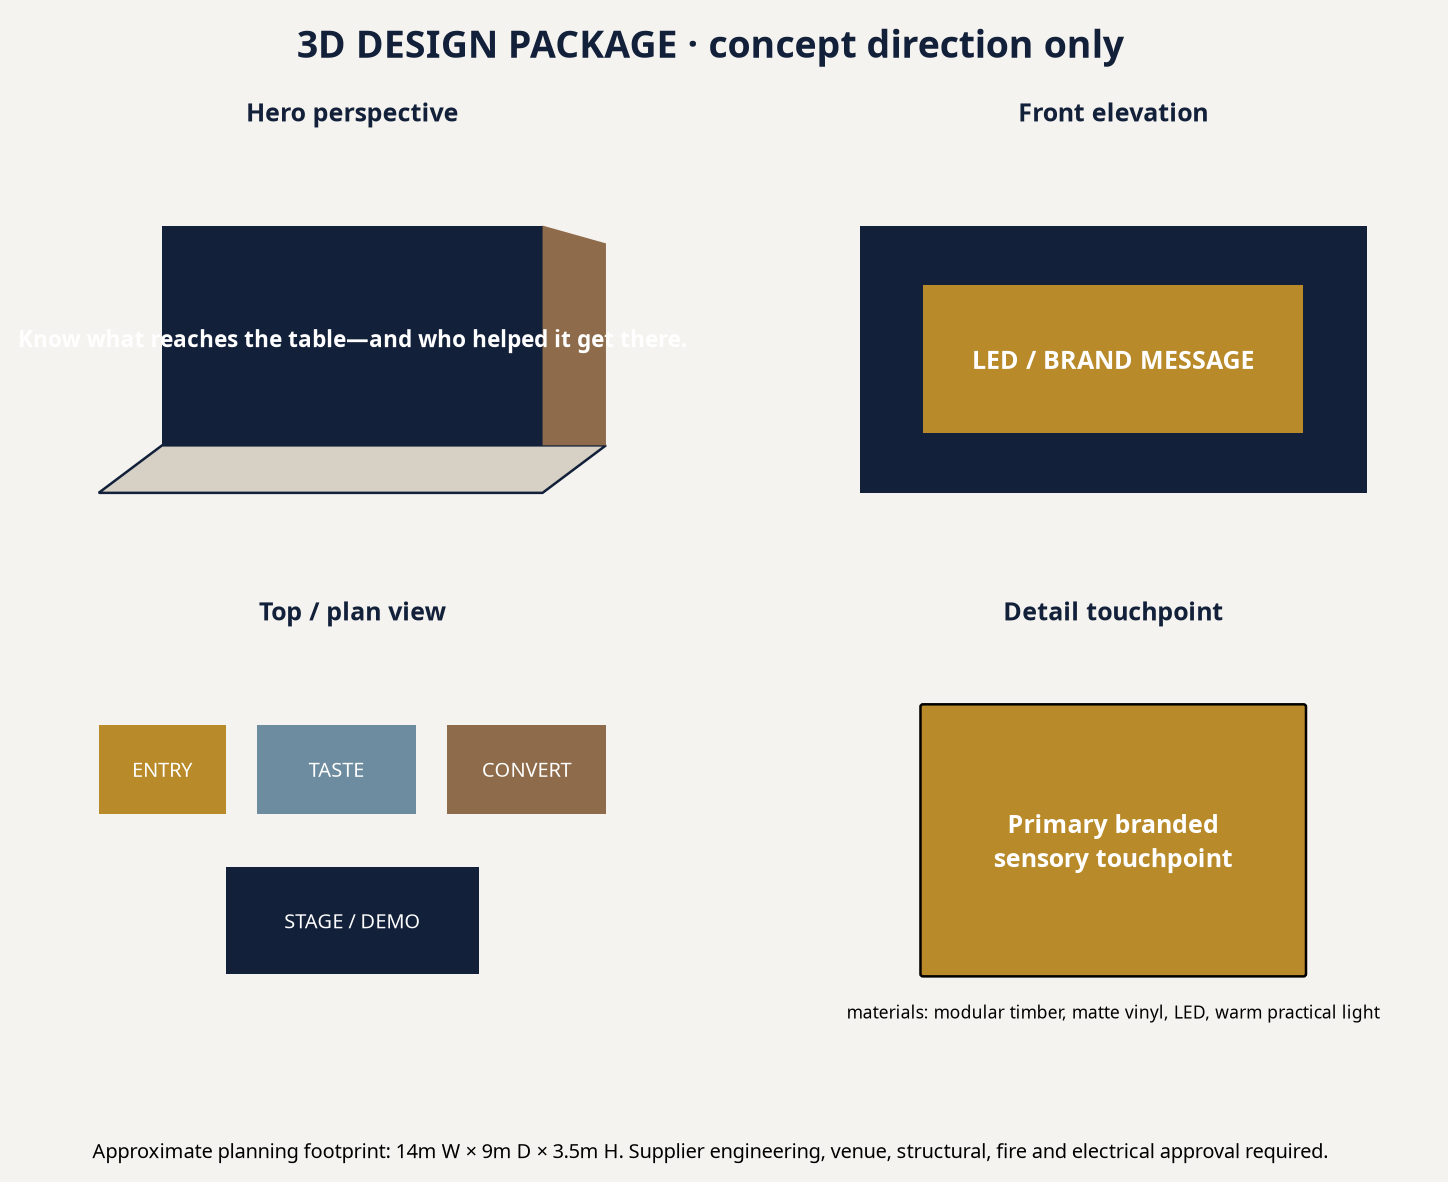 3D DESIGN PACKAGE · concept direction only
Hero perspective
Front elevation
Know what reaches the table—and who helped it get there.
LED / BRAND MESSAGE
Top / plan view
Detail touchpoint
ENTRY
TASTE
CONVERT
STAGE / DEMO
Primary branded
sensory touchpoint
materials: modular timber, matte vinyl, LED, warm practical light
Approximate planning footprint: 14m W × 9m D × 3.5m H. Supplier engineering, venue, structural, fire and electrical approval required.